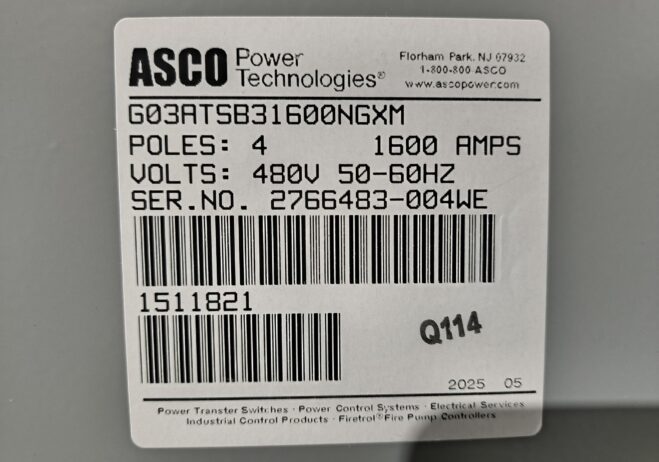 ASCO Power Technologies®
Florham Park, NJ 07932
1-800-800 ASCO
www.ascopower.com
G03ATSB31600NGXM
POLES: 4 1600 AMPS
VOLTS: 480V 50-60HZ
SER.NO. 2766483-004WE
1511821
Q114
2025 05
Power Transfer Switches · Power Control Systems · Electrical Services
Industrial Control Products · Firetrol® Fire Pump Controllers